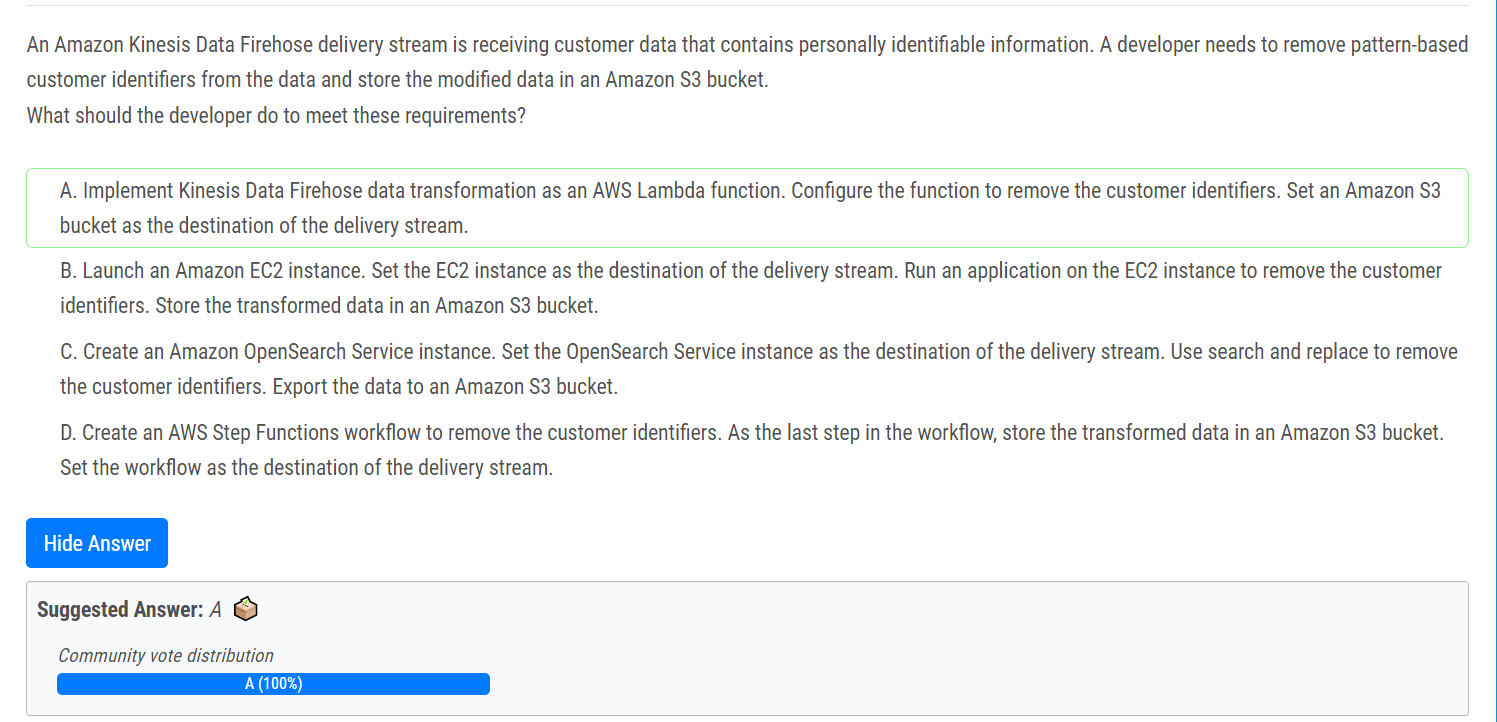 An Amazon Kinesis Data Firehose delivery stream is receiving customer data that contains personally identifiable information. A developer needs to remove pattern-based
customer identifiers from the data and store the modified data in an Amazon S3 bucket.
What should the developer do to meet these requirements?
A. Implement Kinesis Data Firehose data transformation as an AWS Lambda function. Configure the function to remove the customer identifiers. Set an Amazon S3
bucket as the destination of the delivery stream.
B. Launch an Amazon EC2 instance. Set the EC2 instance as the destination of the delivery stream. Run an application on the EC2 instance to remove the customer
identifiers. Store the transformed data in an Amazon S3 bucket.
C. Create an Amazon OpenSearch Service instance. Set the OpenSearch Service instance as the destination of the delivery stream. Use search and replace to remove
the customer identifiers. Export the data to an Amazon S3 bucket.
D. Create an AWS Step Functions workflow to remove the customer identifiers. As the last step in the workflow, store the transformed data in an Amazon S3 bucket.
Set the workflow as the destination of the delivery stream.
Hide Answer
Suggested Answer: A
Community vote distribution
A (100%)